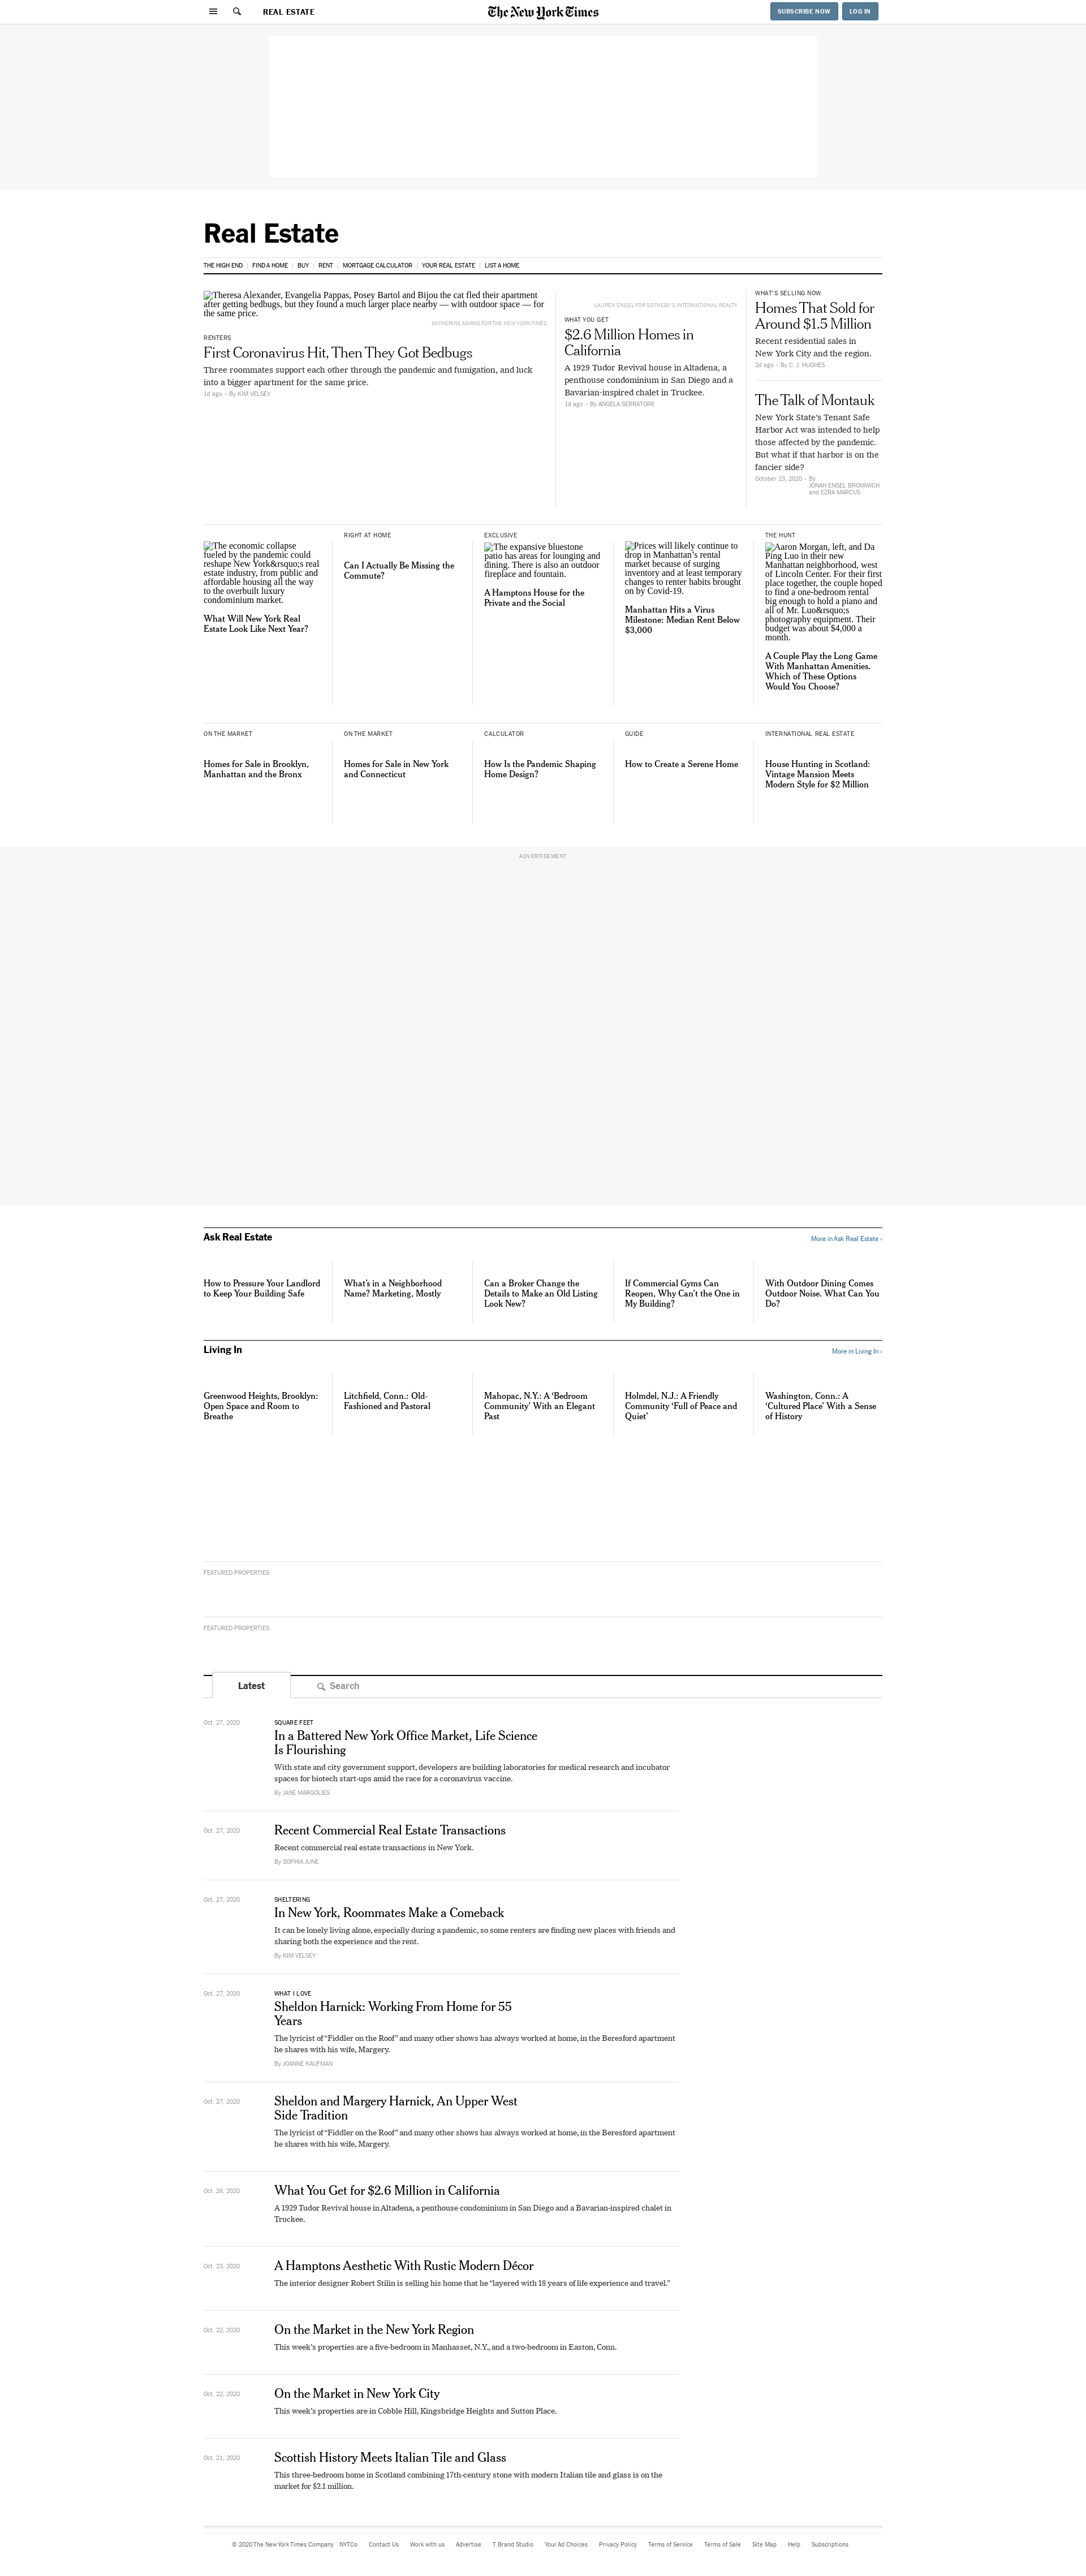 REAL ESTATE
The New York Times
SUBSCRIBE NOW
LOG IN
Real Estate
THE HIGH END
FIND A HOME
BUY
RENT
MORTGAGE CALCULATOR
YOUR REAL ESTATE
LIST A HOME
Theresa Alexander, Evangelia Pappas, Posey Bartol and Bijou the cat fled their apartment
after getting bedbugs, but they found a much larger place nearby — with outdoor space — for
the same price.
KATHERINE MARKS FOR THE NEW YORK TIMES
RENTERS
First Coronavirus Hit, Then They Got Bedbugs
Three roommates support each other through the pandemic and fumigation, and luck
into a bigger apartment for the same price.
1d ago • By KIM VELSEY
LAUREN ENGEL FOR SOTHEBY'S INTERNATIONAL REALTY
WHAT YOU GET
$2.6 Million Homes in
California
A 1929 Tudor Revival house in Altadena, a
penthouse condominium in San Diego and a
Bavarian-inspired chalet in Truckee.
1d ago • By ANGELA SERRATORE
WHAT'S SELLING NOW
Homes That Sold for
Around $1.5 Million
Recent residential sales in
New York City and the region.
2d ago • By C. J. HUGHES
The Talk of Montauk
New York State's Tenant Safe
Harbor Act was intended to help
those affected by the pandemic.
But what if that harbor is on the
fancier side?
October 23, 2020 • By
JONAH ENGEL BROMWICH
and EZRA MARCUS
The economic collapse
fueled by the pandemic could
reshape New York&rsquo;s real
estate industry, from public and
affordable housing all the way
to the overbuilt luxury
condominium market.
What Will New York Real
Estate Look Like Next Year?
RIGHT AT HOME
Can I Actually Be Missing the
Commute?
EXCLUSIVE
The expansive bluestone
patio has areas for lounging and
dining. There is also an outdoor
fireplace and fountain.
A Hamptons House for the
Private and the Social
Prices will likely continue to
drop in Manhattan's rental
market because of surging
inventory and at least temporary
changes to renter habits brought
on by Covid-19.
Manhattan Hits a Virus
Milestone: Median Rent Below
$3,000
THE HUNT
Aaron Morgan, left, and Da
Ping Luo in their new
Manhattan neighborhood, west
of Lincoln Center. For their first
place together, the couple hoped
to find a one-bedroom rental
big enough to hold a piano and
all of Mr. Luo&rsquo;s
photography equipment. Their
budget was about $4,000 a
month.
A Couple Play the Long Game
With Manhattan Amenities.
Which of These Options
Would You Choose?
ON THE MARKET
Homes for Sale in Brooklyn,
Manhattan and the Bronx
ON THE MARKET
Homes for Sale in New York
and Connecticut
CALCULATOR
How Is the Pandemic Shaping
Home Design?
GUIDE
How to Create a Serene Home
INTERNATIONAL REAL ESTATE
House Hunting in Scotland:
Vintage Mansion Meets
Modern Style for $2 Million
ADVERTISEMENT
Ask Real Estate
More in Ask Real Estate ›
How to Pressure Your Landlord
to Keep Your Building Safe
What's in a Neighborhood
Name? Marketing, Mostly
Can a Broker Change the
Details to Make an Old Listing
Look New?
If Commercial Gyms Can
Reopen, Why Can't the One in
My Building?
With Outdoor Dining Comes
Outdoor Noise. What Can You
Do?
Living In
More in Living In ›
Greenwood Heights, Brooklyn:
Open Space and Room to
Breathe
Litchfield, Conn.: Old-
Fashioned and Pastoral
Mahopac, N.Y.: A 'Bedroom
Community' With an Elegant
Past
Holmdel, N.J.: A Friendly
Community 'Full of Peace and
Quiet'
Washington, Conn.: A
'Cultured Place' With a Sense
of History
FEATURED PROPERTIES
FEATURED PROPERTIES
Latest
Search
Oct. 27, 2020
SQUARE FEET
In a Battered New York Office Market, Life Science
Is Flourishing
With state and city government support, developers are building laboratories for medical research and incubator
spaces for biotech start-ups amid the race for a coronavirus vaccine.
By JANE MARGOLIES
Oct. 27, 2020
Recent Commercial Real Estate Transactions
Recent commercial real estate transactions in New York.
By SOPHIA JUNE
Oct. 27, 2020
SHELTERING
In New York, Roommates Make a Comeback
It can be lonely living alone, especially during a pandemic, so some renters are finding new places with friends and
sharing both the experience and the rent.
By KIM VELSEY
Oct. 27, 2020
WHAT I LOVE
Sheldon Harnick: Working From Home for 55
Years
The lyricist of “Fiddler on the Roof” and many other shows has always worked at home, in the Beresford apartment
he shares with his wife, Margery.
By JOANNE KAUFMAN
Oct. 27, 2020
Sheldon and Margery Harnick, An Upper West
Side Tradition
The lyricist of “Fiddler on the Roof” and many other shows has always worked at home, in the Beresford apartment
he shares with his wife, Margery.
Oct. 26, 2020
What You Get for $2.6 Million in California
A 1929 Tudor Revival house in Altadena, a penthouse condominium in San Diego and a Bavarian-inspired chalet in
Truckee.
Oct. 23, 2020
A Hamptons Aesthetic With Rustic Modern Décor
The interior designer Robert Stilin is selling his home that he “layered with 18 years of life experience and travel.”
Oct. 22, 2020
On the Market in the New York Region
This week's properties are a five-bedroom in Manhasset, N.Y., and a two-bedroom in Easton, Conn.
Oct. 22, 2020
On the Market in New York City
This week's properties are in Cobble Hill, Kingsbridge Heights and Sutton Place.
Oct. 21, 2020
Scottish History Meets Italian Tile and Glass
This three-bedroom home in Scotland combining 17th-century stone with modern Italian tile and glass is on the
market for $2.1 million.
© 2020 The New York Times Company
NYTCo
Contact Us
Work with us
Advertise
T Brand Studio
Your Ad Choices
Privacy Policy
Terms of Service
Terms of Sale
Site Map
Help
Subscriptions